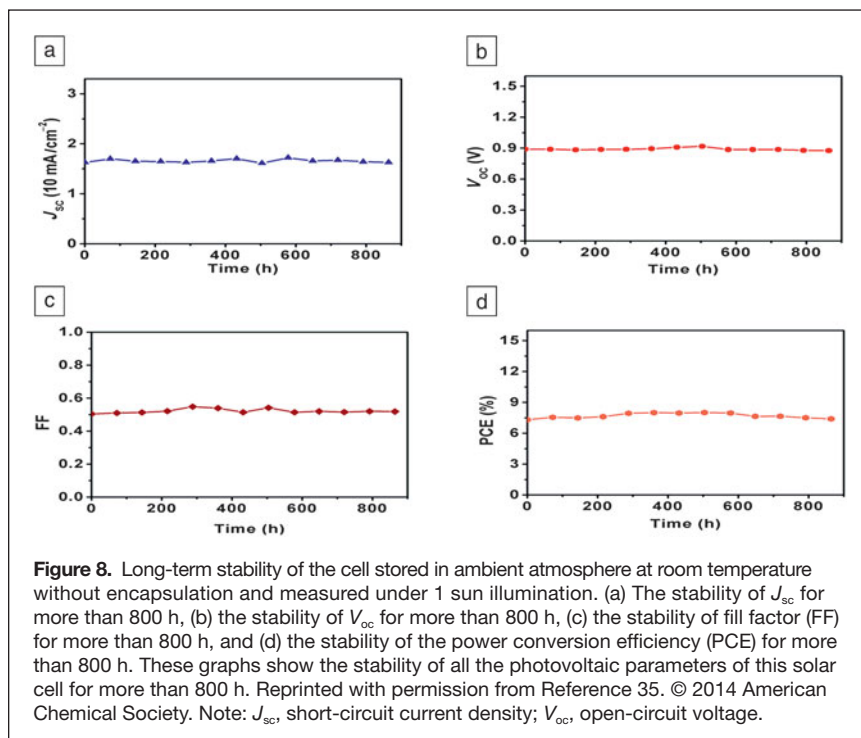 a
J_sc (10 mA/cm⁻²)
3
2
1
0
0 200 400 600 800
Time (h)
b
V_oc (V)
1.5
1.2
0.9
0.6
0.3
0.0
0 200 400 600 800
Time (h)
c
FF
1.0
0.8
0.6
0.4
0.2
0.0
0 200 400 600 800
Time (h)
d
PCE (%)
15
12
9
6
3
0
0 200 400 600 800
Time (h)
Figure 8. Long-term stability of the cell stored in ambient atmosphere at room temperature
without encapsulation and measured under 1 sun illumination. (a) The stability of J_sc for
more than 800 h, (b) the stability of V_oc for more than 800 h, (c) the stability of fill factor (FF)
for more than 800 h, and (d) the stability of the power conversion efficiency (PCE) for more
than 800 h. These graphs show the stability of all the photovoltaic parameters of this solar
cell for more than 800 h. Reprinted with permission from Reference 35. © 2014 American
Chemical Society. Note: J_sc, short-circuit current density; V_oc, open-circuit voltage.